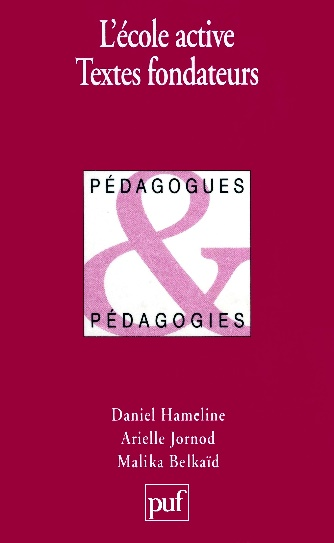 L'école active
Textes fondateurs
PÉDAGOGUES
&
PÉDAGOGIES
Daniel Hameline
Arielle Jornod
Malika Belkaïd
puf